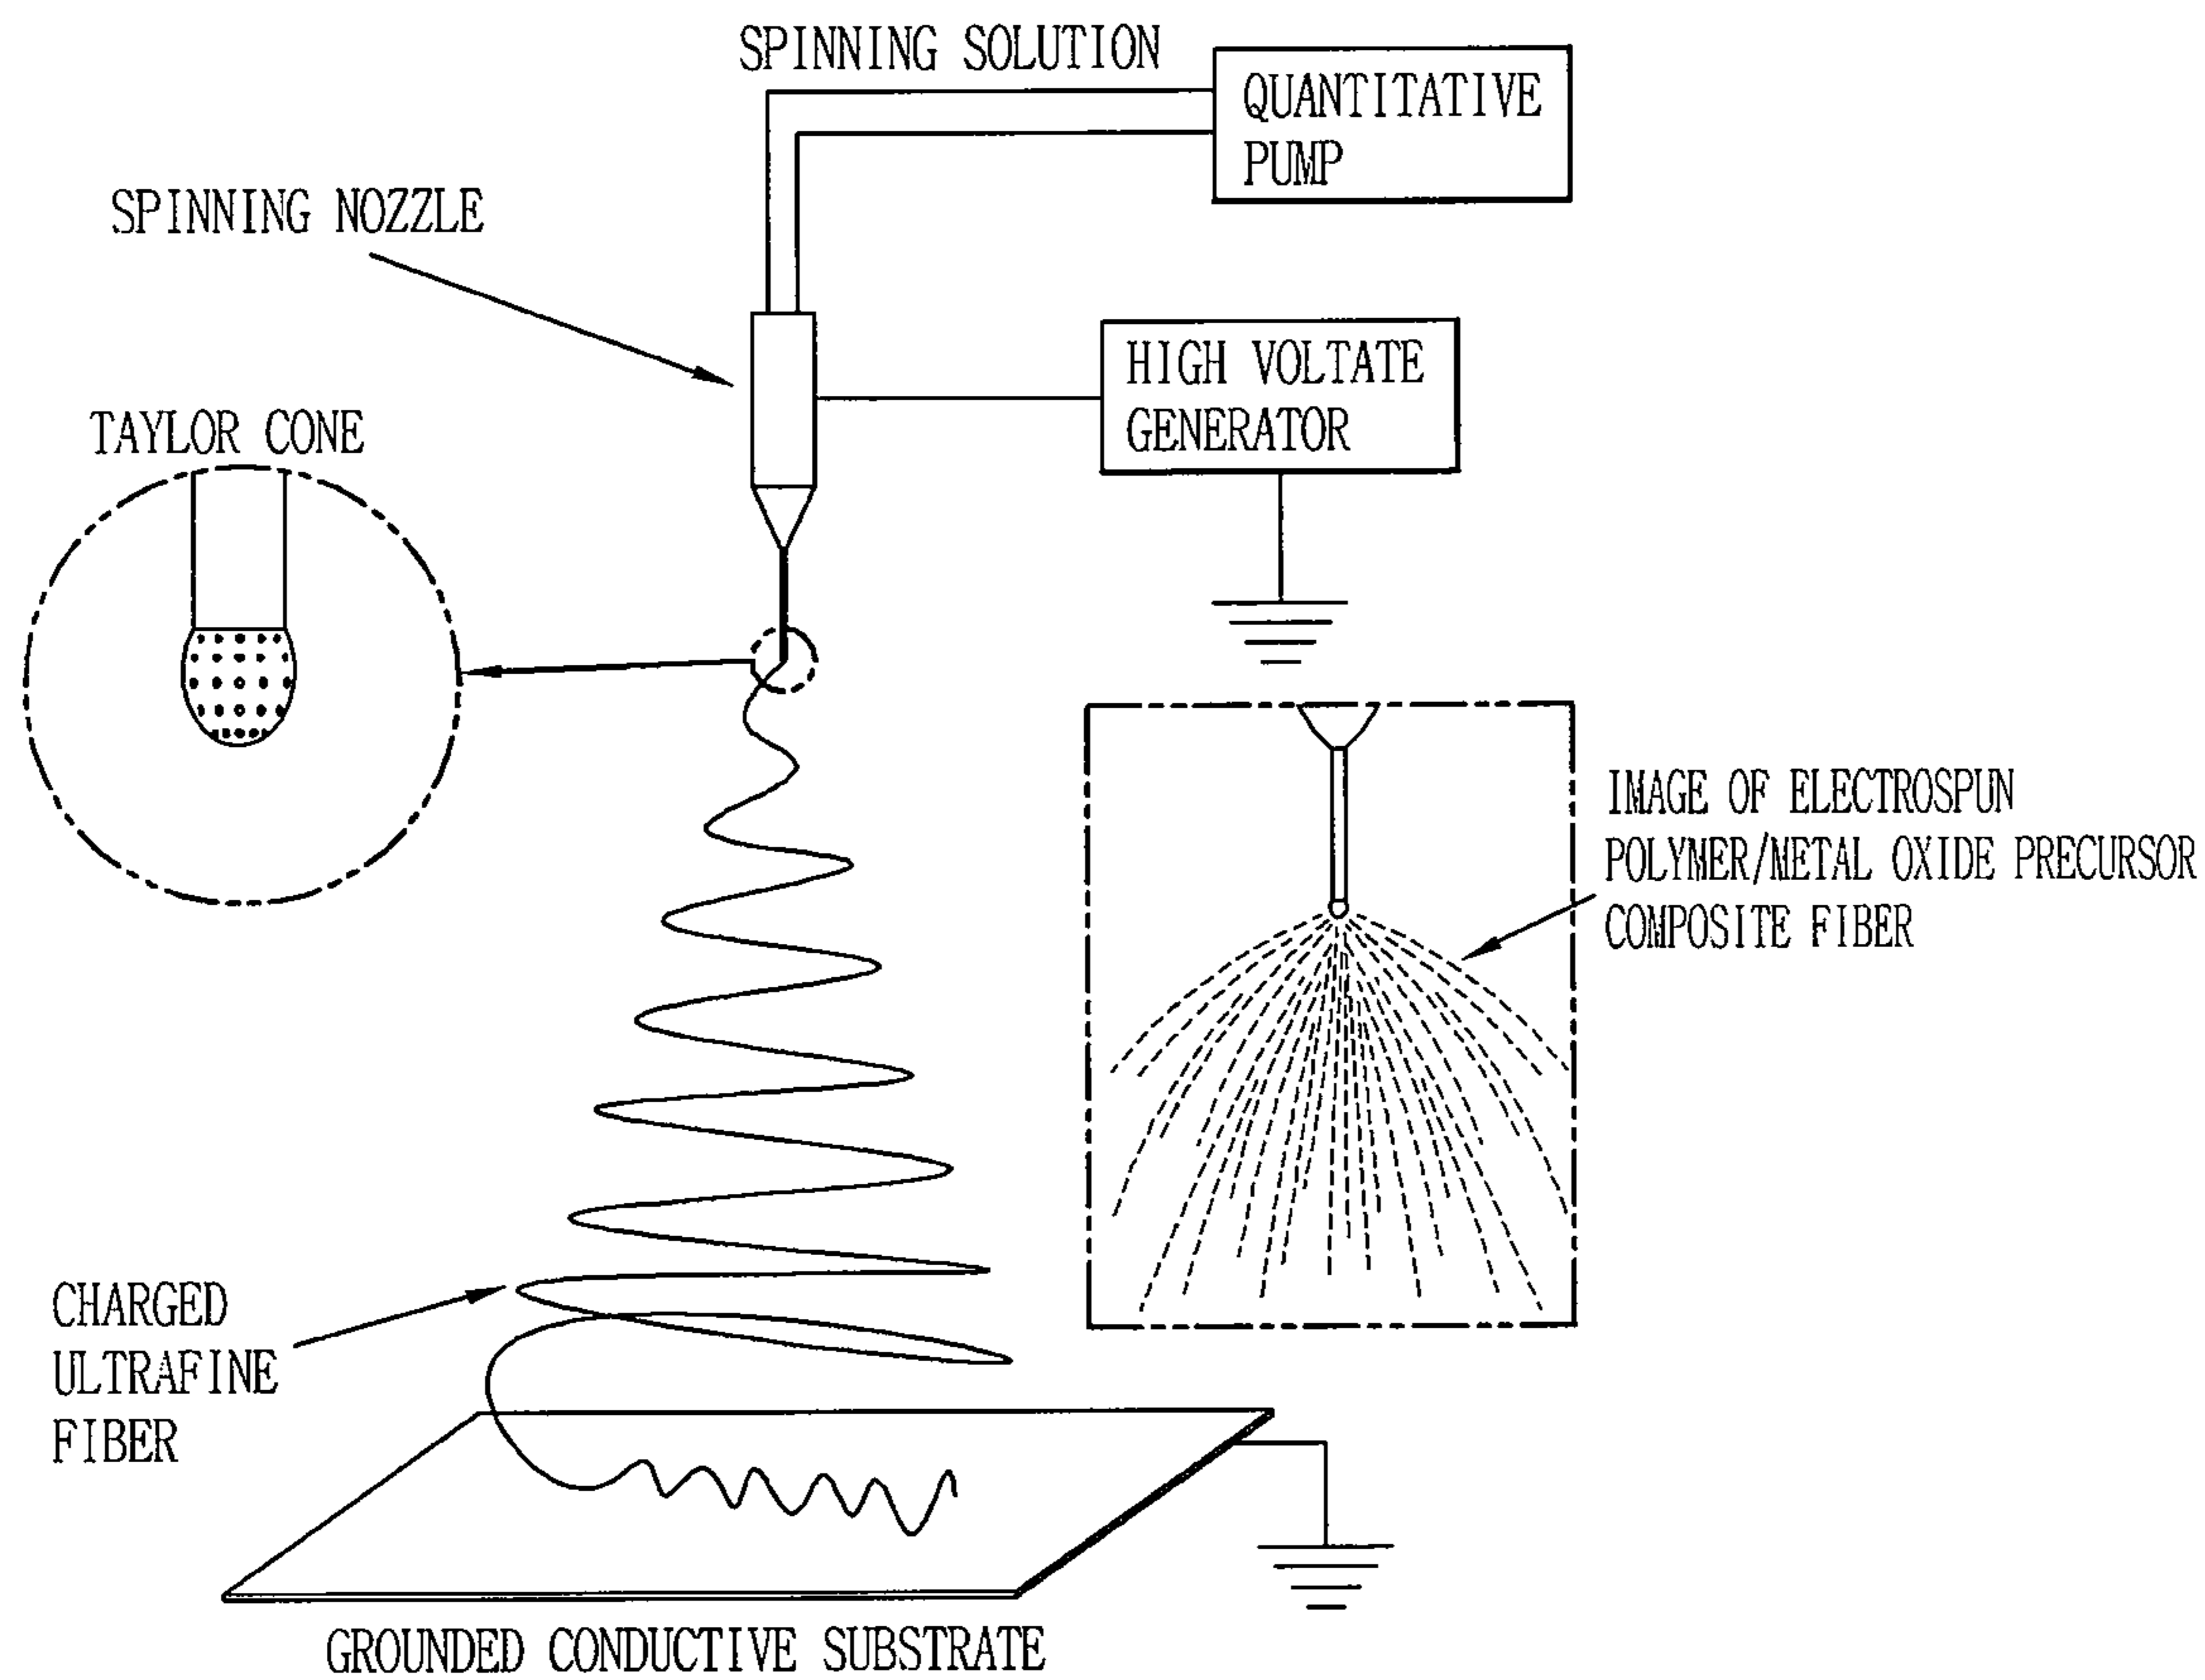 SPINNING SOLUTION
QUANTITATIVE
PUMP
SPINNING NOZZLE
HIGH VOLTATE
GENERATOR
TAYLOR CONE
IMAGE OF ELECTROSPUN
POLYMER/METAL OXIDE PRECURSOR
COMPOSITE FIBER
CHARGED
ULTRAFINE
FIBER
GROUNDED CONDUCTIVE SUBSTRATE